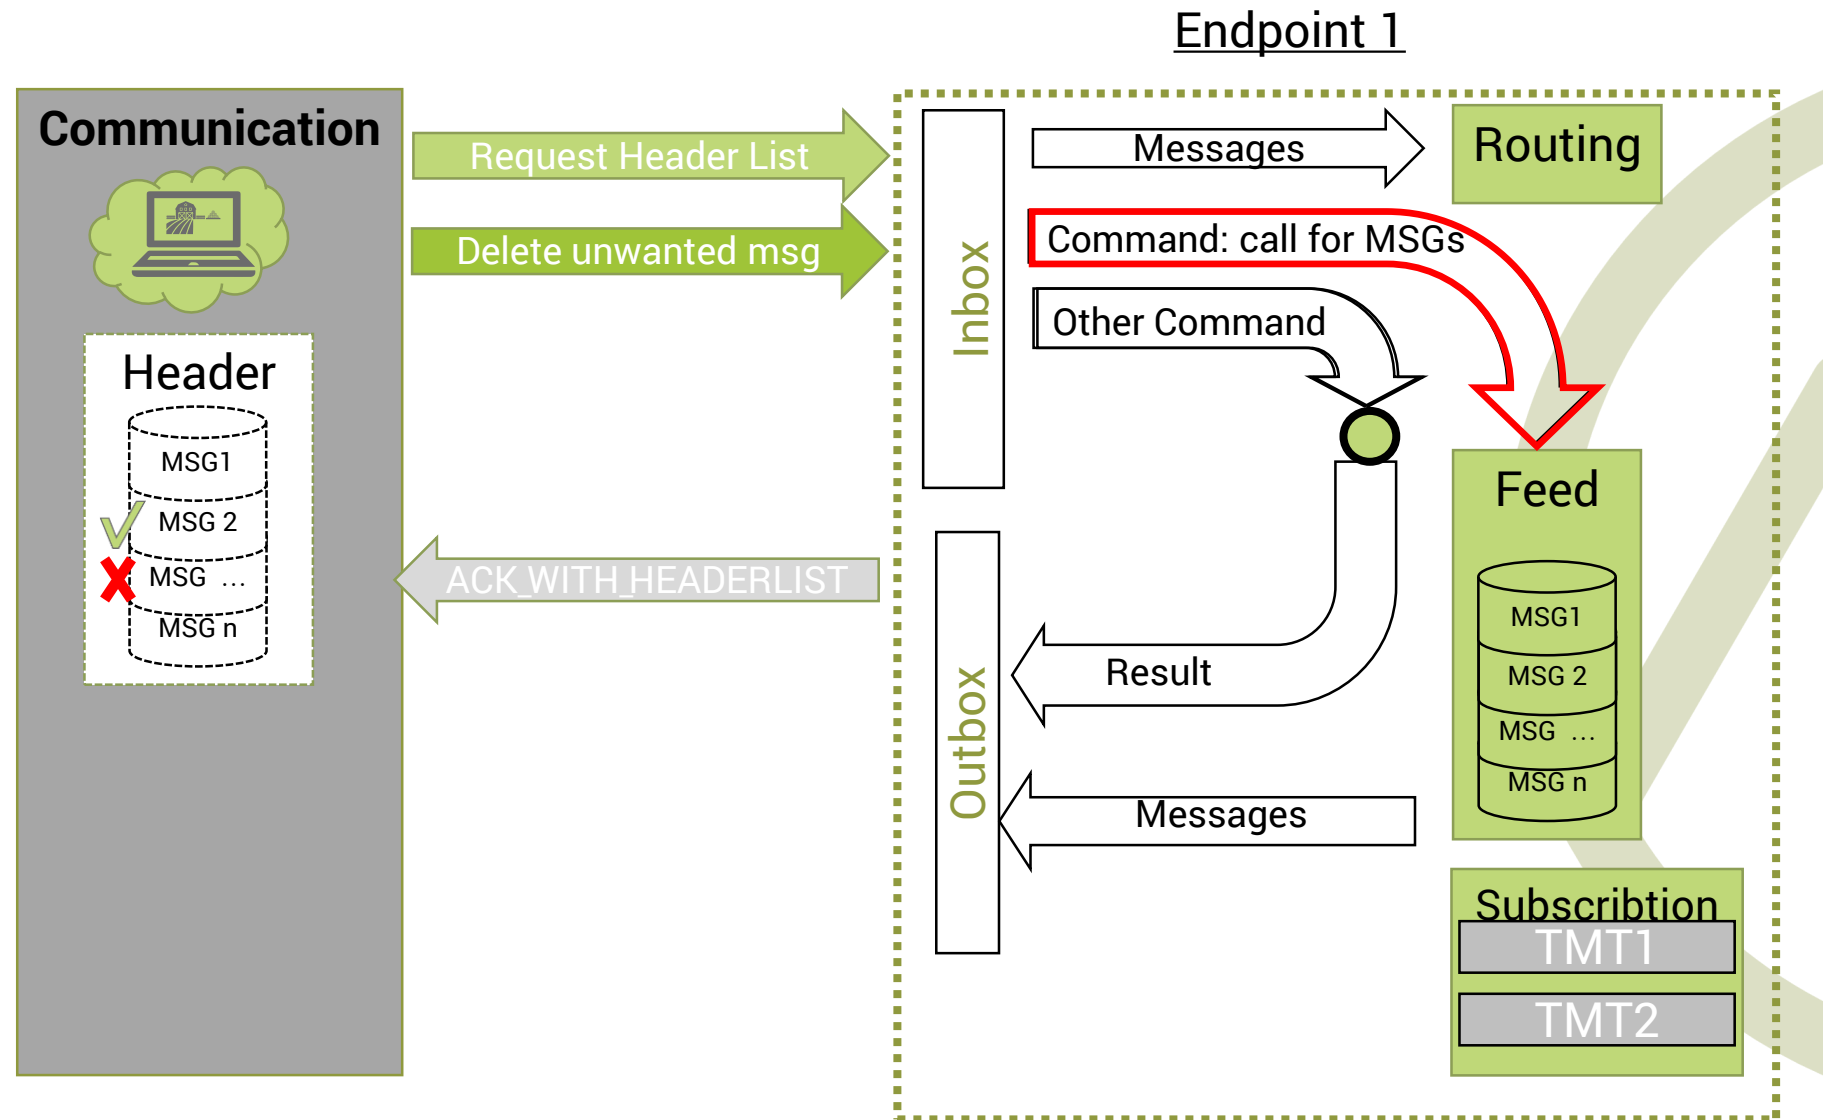 Endpoint 1
Communication
Request Header List
Delete unwanted msg
Header
MSG1
MSG 2
MSG ...
MSG n
ACK_WITH_HEADERLIST
Inbox
Messages
Routing
Command: call for MSGs
Other Command
Feed
MSG1
MSG 2
MSG ...
MSG n
Outbox
Result
Messages
Subscribtion
TMT1
TMT2